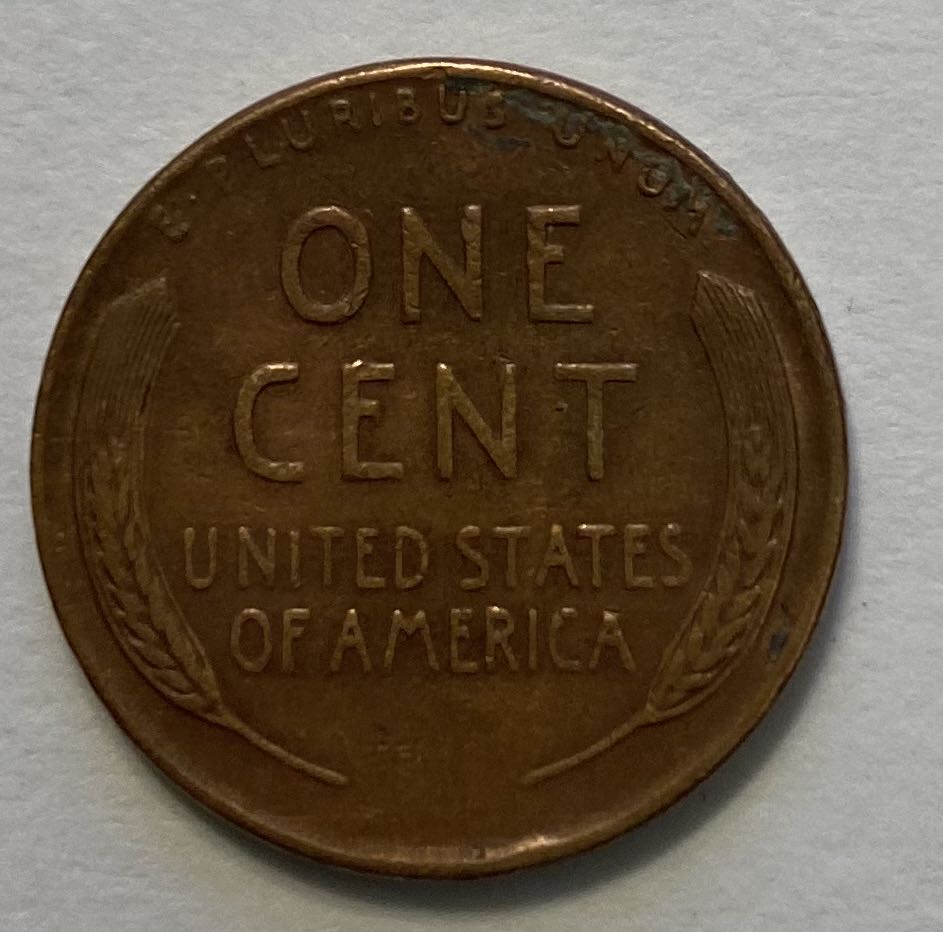 E·PLURIBUS·UNUM
ONE
CENT
UNITED STATES
OF AMERICA